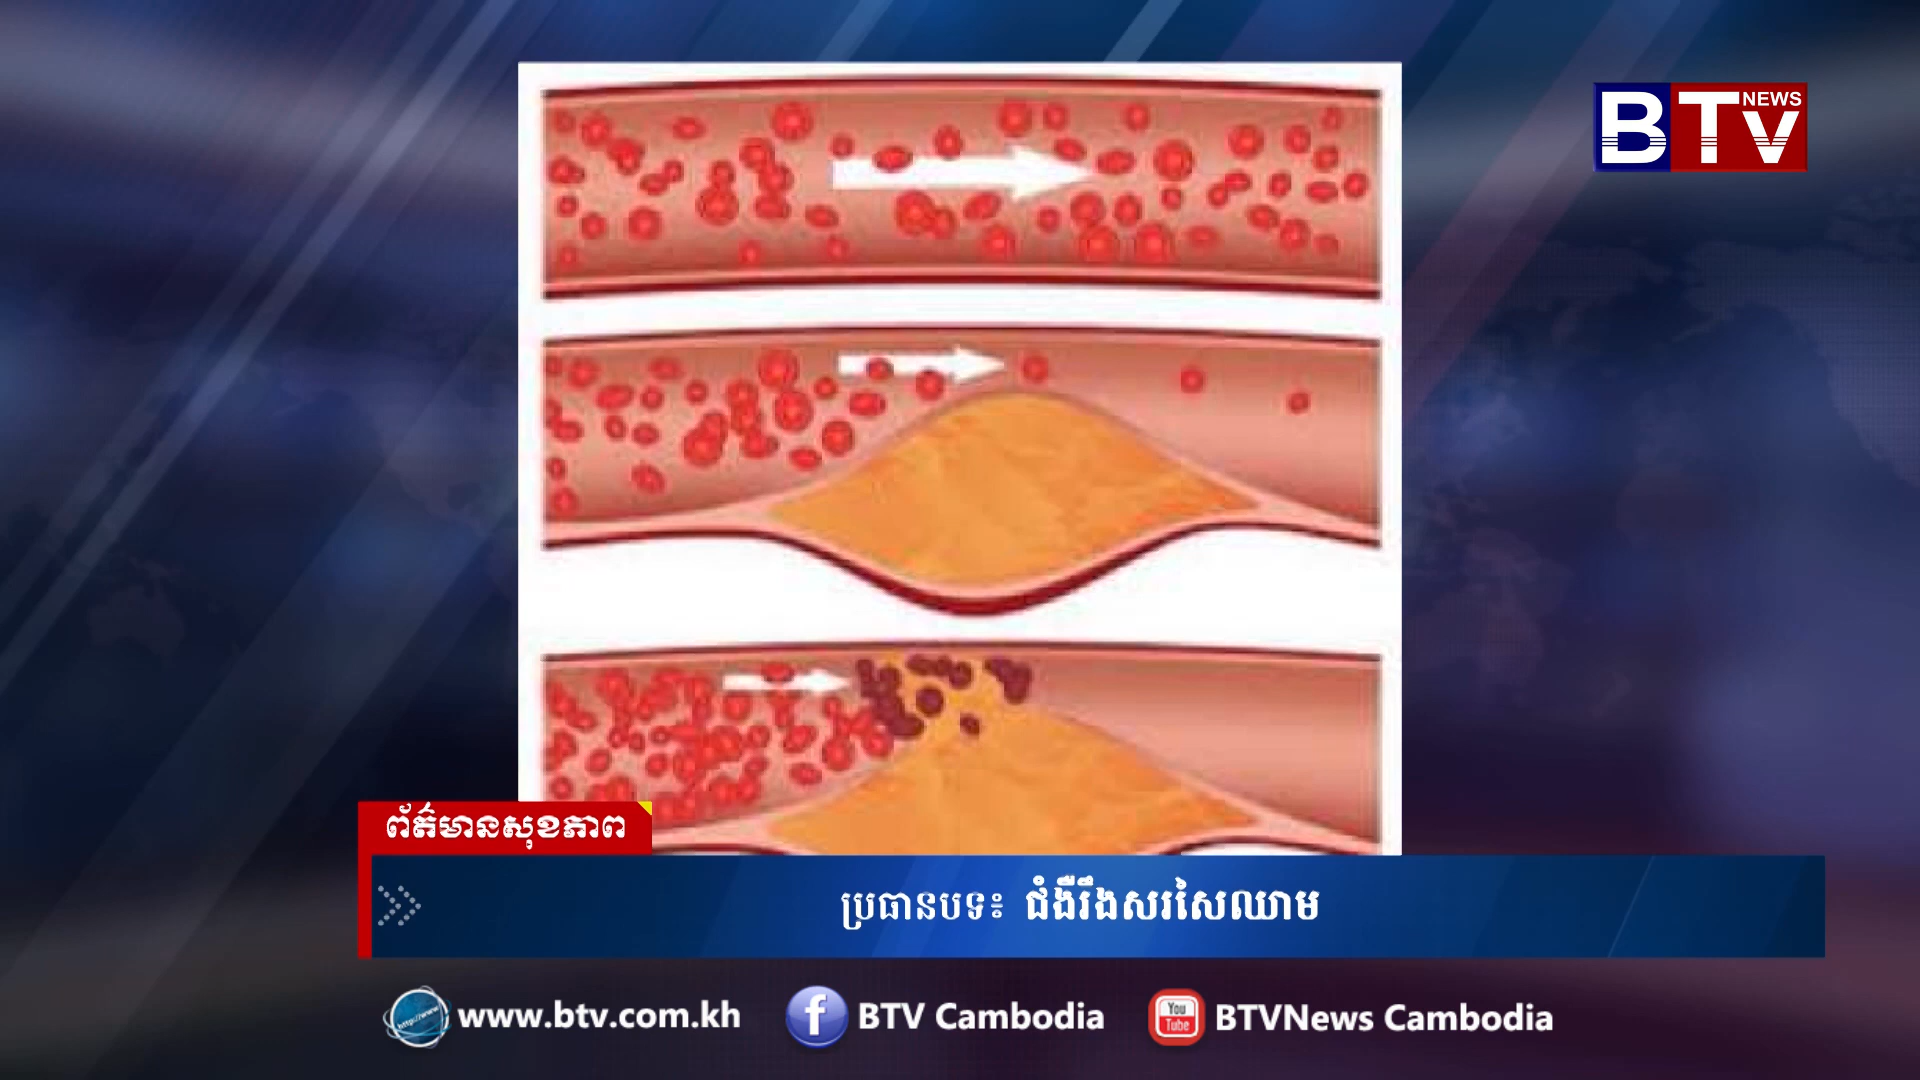 BTV NEWS
ព័ត៌មានសុខភាព
ប្រធានបទ៖ ជំងឺរឹងសរសៃឈាម
www.btv.com.kh BTV Cambodia BTVNews Cambodia